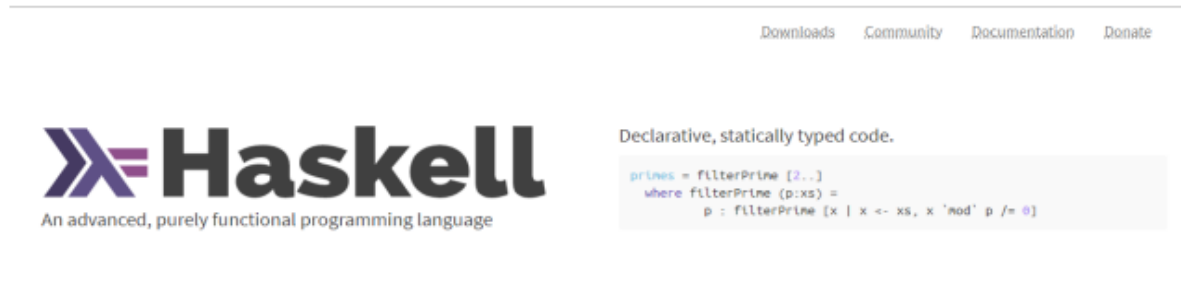 Downloads Community Documentation Donate
Haskell
An advanced, purely functional programming language
Declarative, statically typed code.
primes = filterPrime [2..]
  where filterPrime (p:xs) =
          p : filterPrime [x | x <- xs, x `mod` p /= 0]